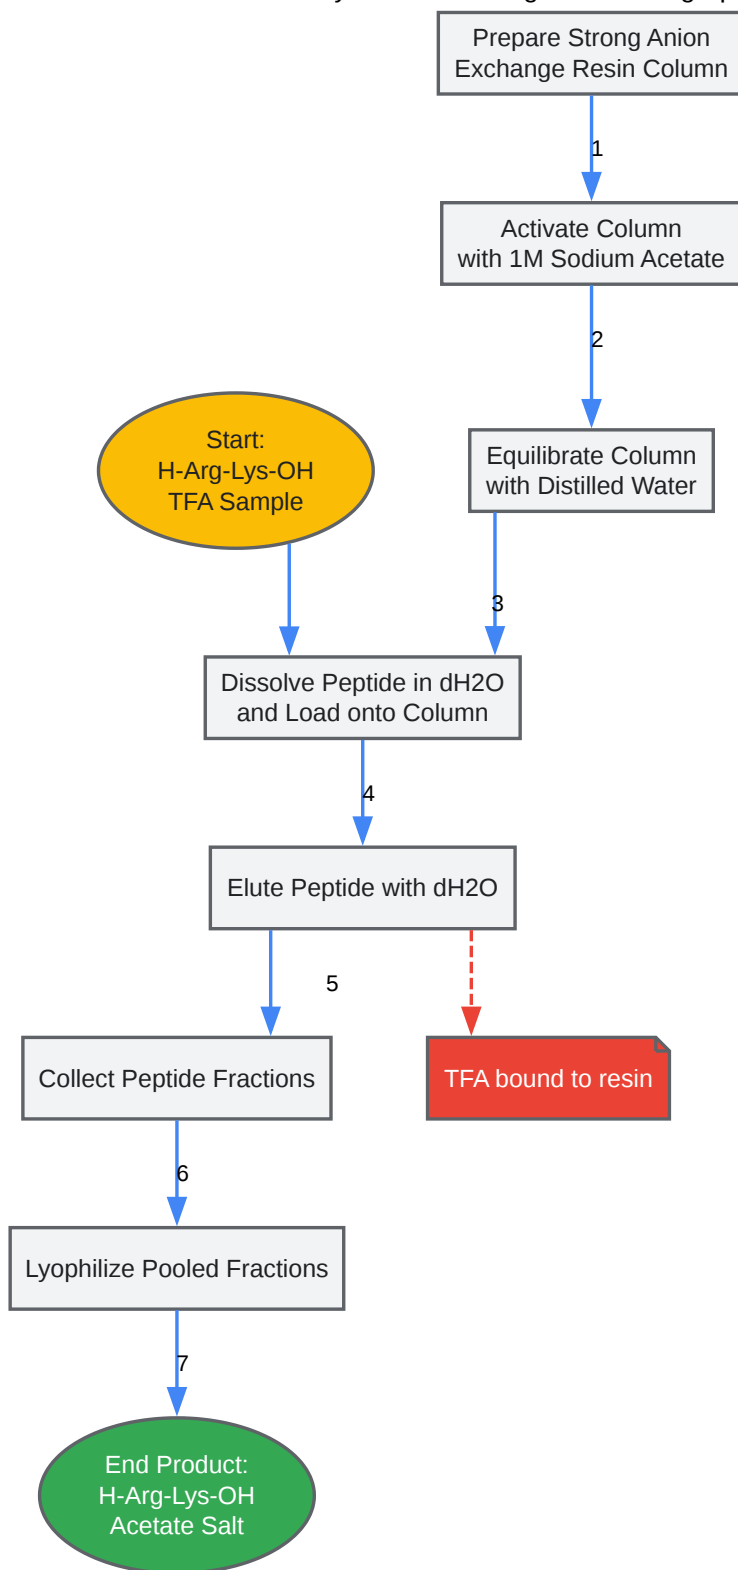 Prepare Strong Anion
Exchange Resin Column
1
Activate Column
with 1M Sodium Acetate
2
Start:
H-Arg-Lys-OH
TFA Sample
Equilibrate Column
with Distilled Water
3
Dissolve Peptide in dH2O
and Load onto Column
4
Elute Peptide with dH2O
5
Collect Peptide Fractions
TFA bound to resin
6
Lyophilize Pooled Fractions
7
End Product:
H-Arg-Lys-OH
Acetate Salt